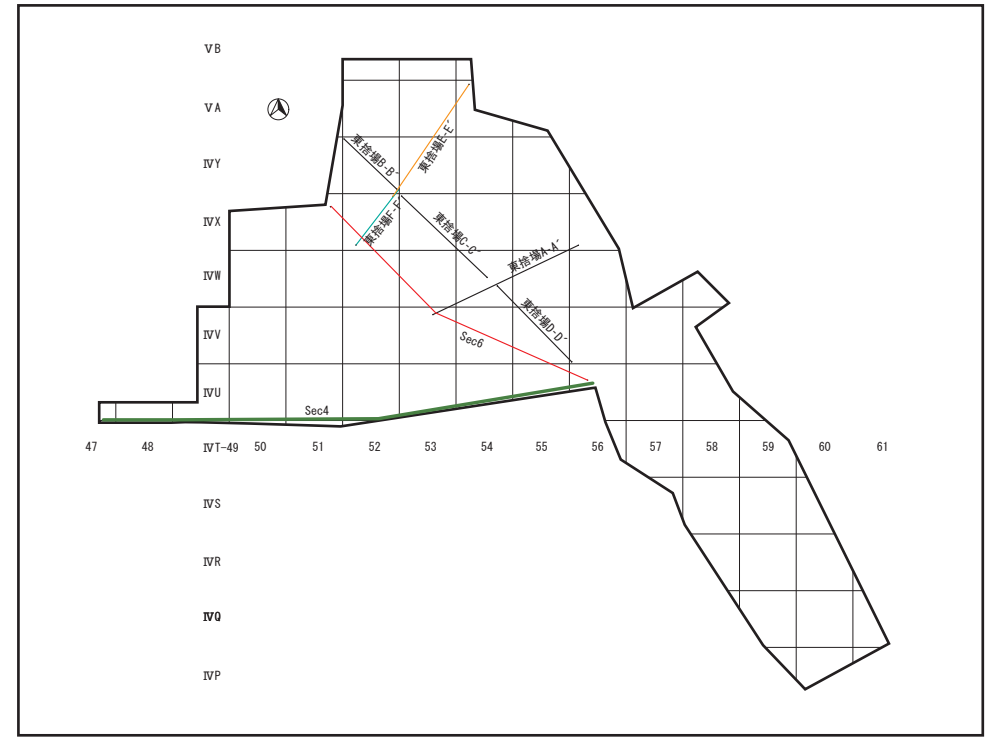 ⅤB
ⅤA
ⅣY
ⅣX
ⅣW
ⅣV
ⅣU
ⅣT-49
ⅣS
ⅣR
ⅣQ
ⅣP
47
48
50
51
52
53
54
55
56
57
58
59
60
61
東捨場B-B´
東捨場E-E´
東捨場F-F´
東捨場C-C´
東捨場A-A´
東捨場D-D´
Sec6
Sec4